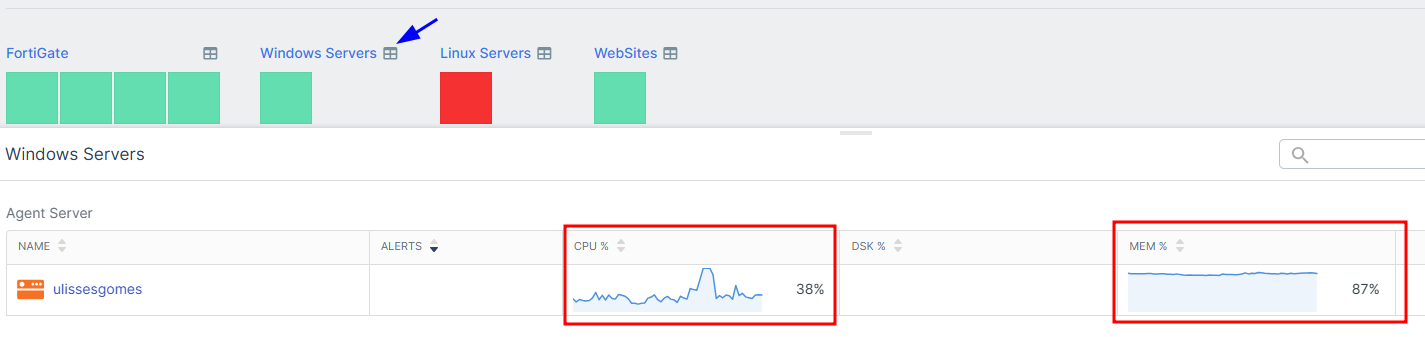 FortiGate Windows Servers Linux Servers WebSites
Windows Servers
Agent Server
NAME ALERTS CPU % DSK % MEM %
ulissesgomes 38% 87%